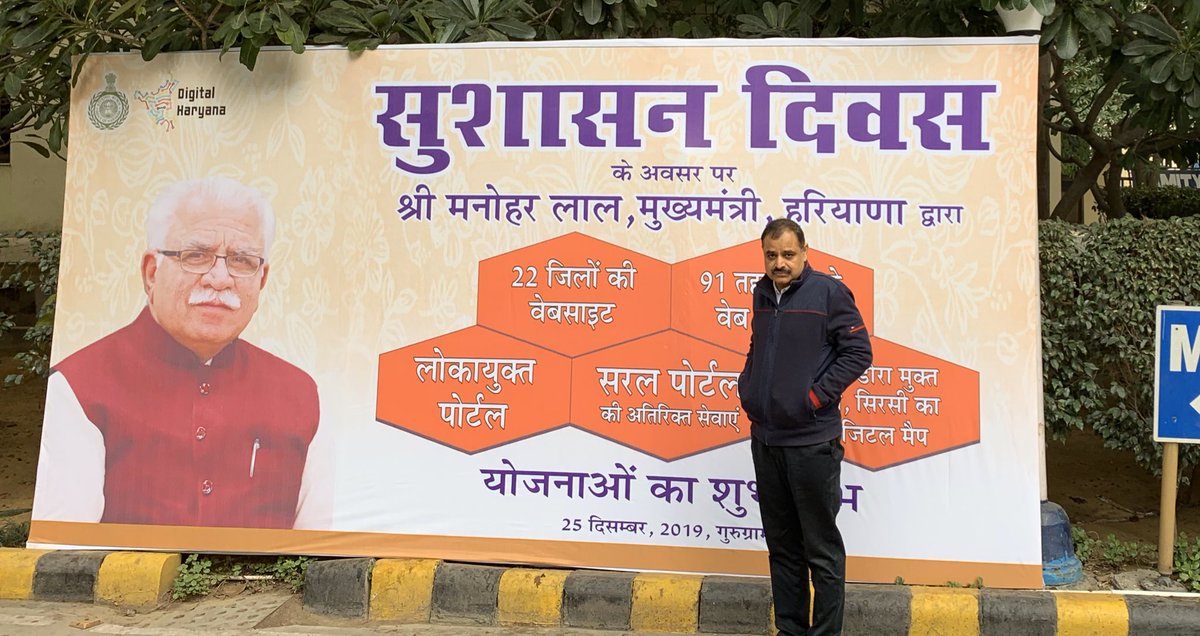 Digital
Haryana
सुशासन दिवस
के अवसर पर
श्री मनोहर लाल, मुख्यमंत्री, हरियाणा द्वारा
22 जिलों की
वेबसाइट
91
लोकायुक्त
पोर्टल
सरल पोर्टल
की अतिरिक्त सेवाएं
मुक्त
, सिरसी का
मैप
योजनाओं का
25 दिसम्बर, 2019, गुरुग्राम
M